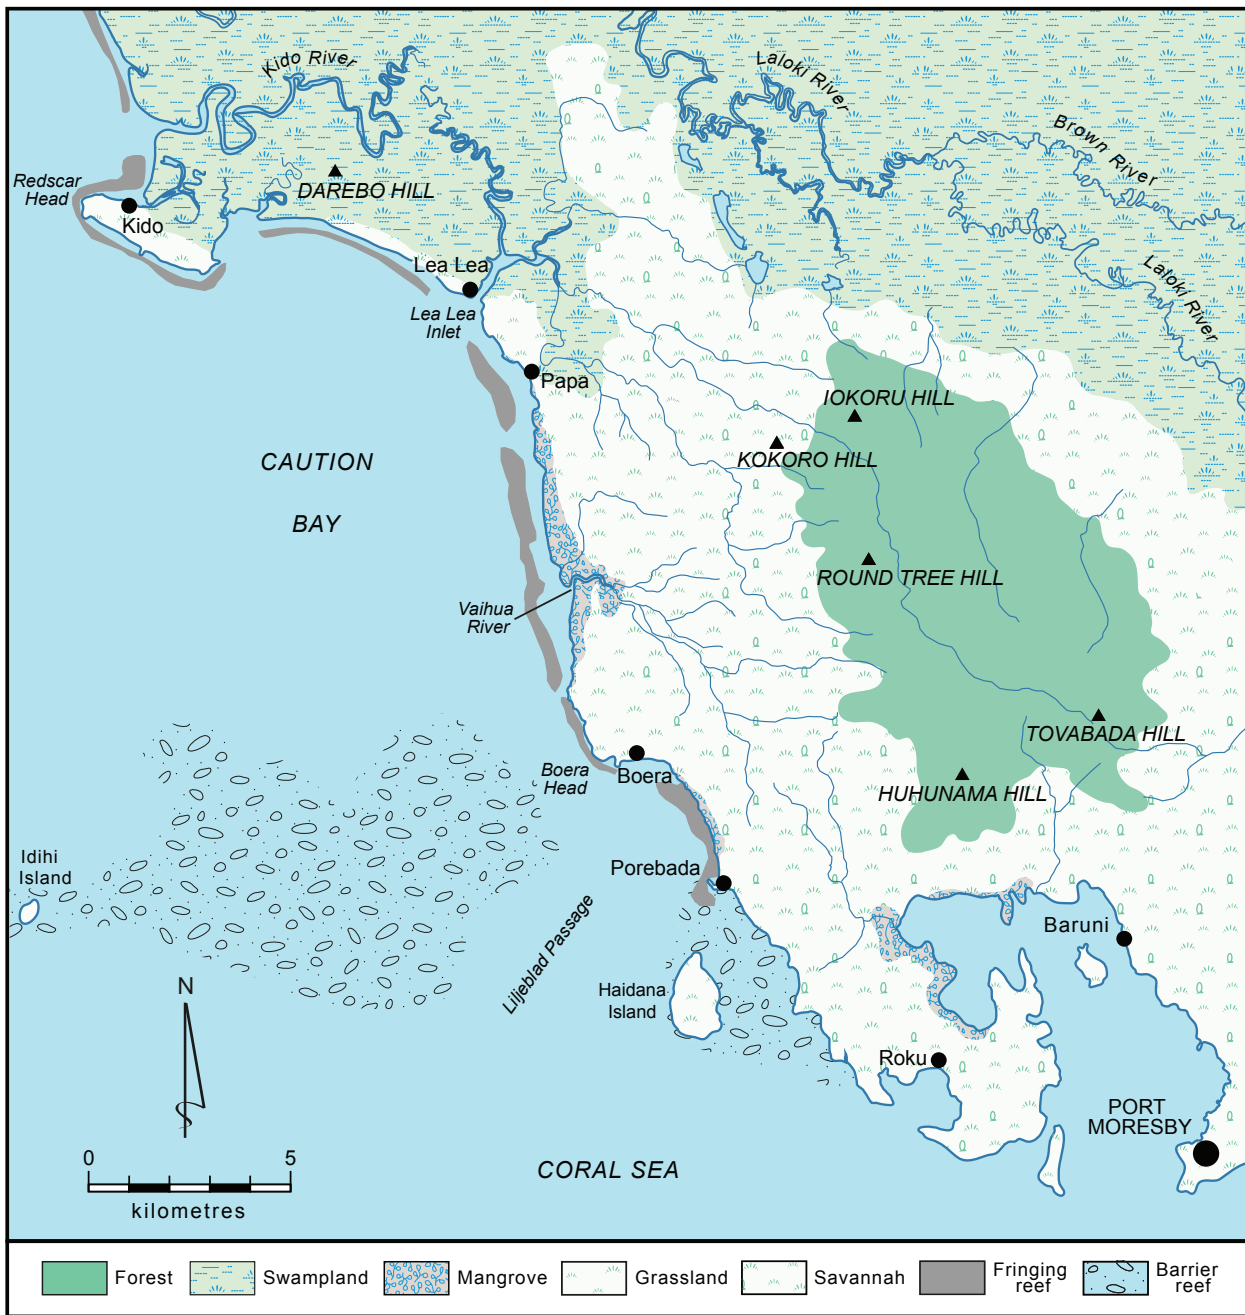 Kido River
Laloki
River
Brown River
Redscar
Head
DAREBO HILL
Kido
Laloki River
Lea Lea
Lea Lea
Inlet
Papa
IOKORU HILL
KOKORO HILL
CAUTION
BAY
ROUND TREE HILL
Vaihua
River
TOVABADA HILL
Boera
Head
Boera
HUHUNAMA HILL
Idihi
Island
Porebada
Liljeblad Passage
Baruni
N
Haidana
Island
Roku
PORT
MORESBY
0 5
kilometres
CORAL SEA
Forest
Swampland
Mangrove
Grassland
Savannah
Fringing
reef
Barrier
reef